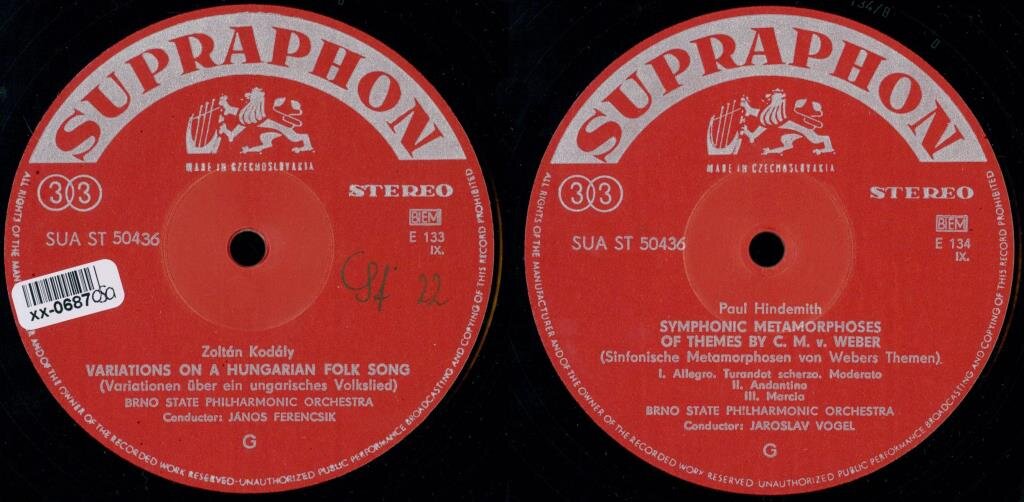 SUPRAPHON
MADE IN CZECHOSLOVAKIA
33
STEREO
BIEM
SUA ST 50436
E 133
IX.
xx-0687
22
Zoltán Kodály
VARIATIONS ON A HUNGARIAN FOLK SONG
(Variationen über ein ungarisches Volkslied)
BRNO STATE PHILHARMONIC ORCHESTRA
Conductor: JÁNOS FERENCSIK
G
ALL RIGHTS OF THE MANUFACTURER AND OF THE OWNER OF THE RECORDED WORK RESERVED-UNAUTHORIZED PUBLIC PERFORMANCE BROADCASTING AND COPYING OF THIS RECORD PROHIBITED
134/B
SUPRAPHON
MADE IN CZECHOSLOVAKIA
33
STEREO
BIEM
SUA ST 50436
E 134
IX.
Paul Hindemith
SYMPHONIC METAMORPHOSES
OF THEMES BY C. M. v. WEBER
(Sinfonische Metamorphosen von Webers Themen)
I. Allegro. Turandot scherzo. Moderato
II. Andantino
III. Marcia
BRNO STATE PHILHARMONIC ORCHESTRA
Conductor: JAROSLAV VOGEL
G
ALL RIGHTS OF THE MANUFACTURER AND OF THE OWNER OF THE RECORDED WORK RESERVED-UNAUTHORIZED PUBLIC PERFORMANCE BROADCASTING AND COPYING OF THIS RECORD PROHIBITED